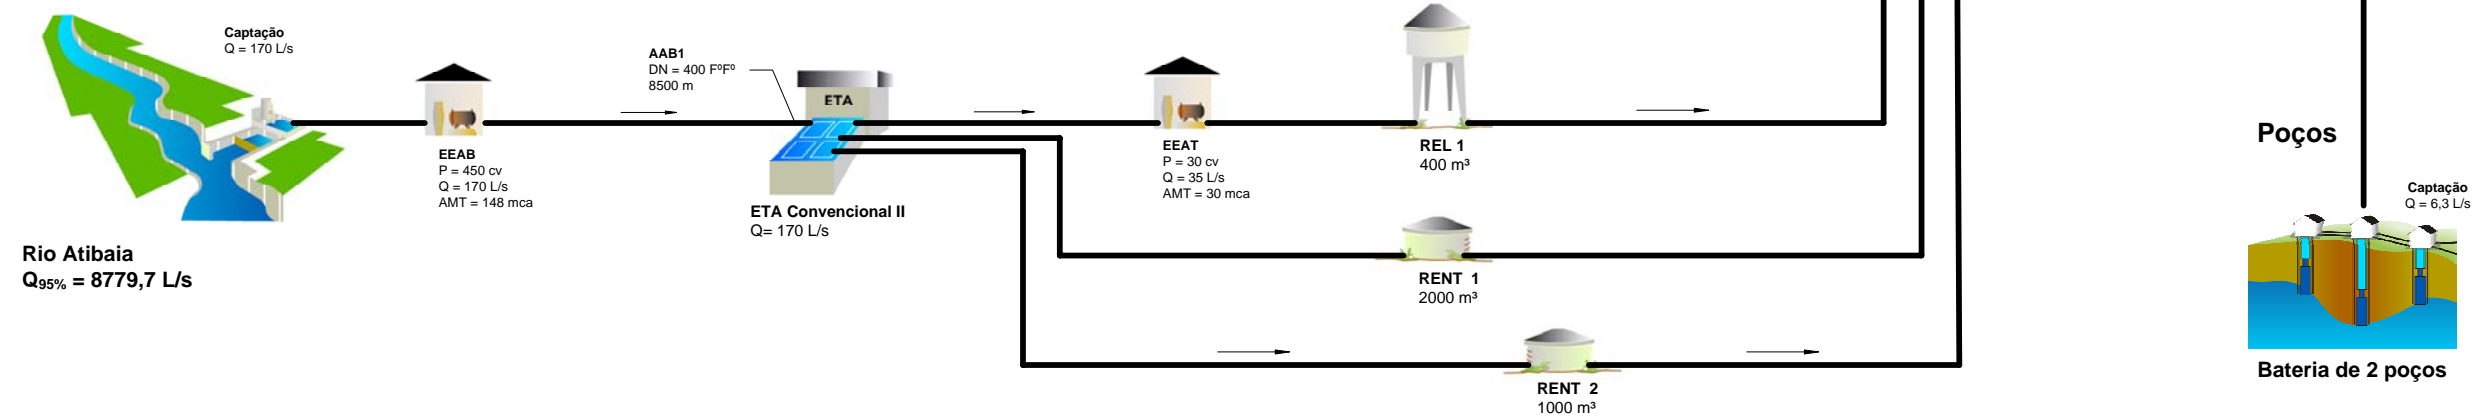 Captação
Q = 170 L/s
AAB1
DN = 400 FºFº
8500 m
ETA
EEAB
P = 450 cv
Q = 170 L/s
AMT = 148 mca
ETA Convencional II
Q= 170 L/s
EEAT
P = 30 cv
Q = 35 L/s
AMT = 30 mca
REL 1
400 m³
RENT 1
2000 m³
RENT 2
1000 m³
Rio Atibaia
Q95% = 8779,7 L/s
Poços
Captação
Q = 6,3 L/s
Bateria de 2 poços